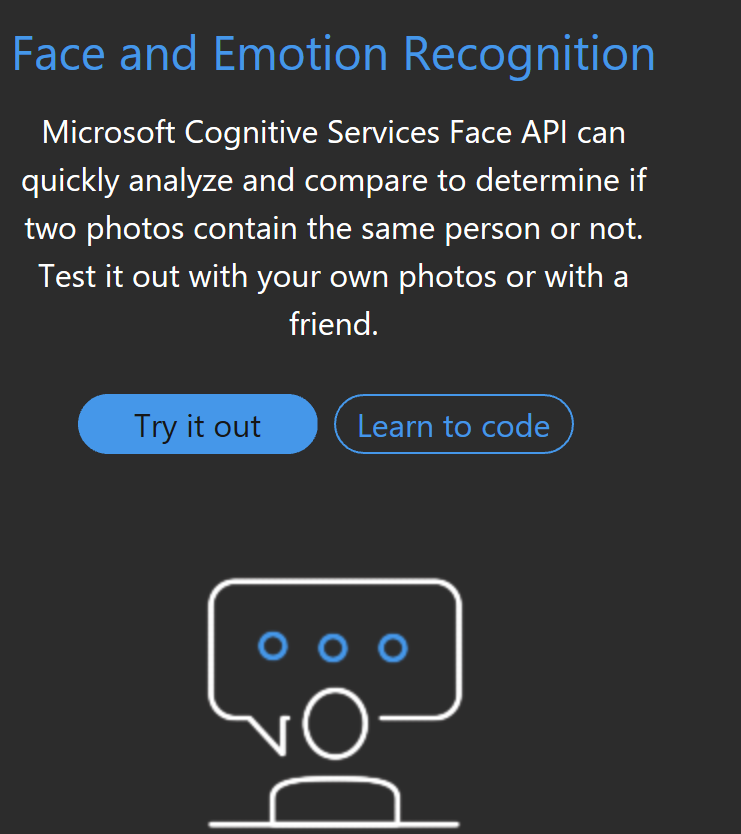 Face and Emotion Recognition
Microsoft Cognitive Services Face API can
quickly analyze and compare to determine if
two photos contain the same person or not.
Test it out with your own photos or with a
friend.
Try it out
Learn to code